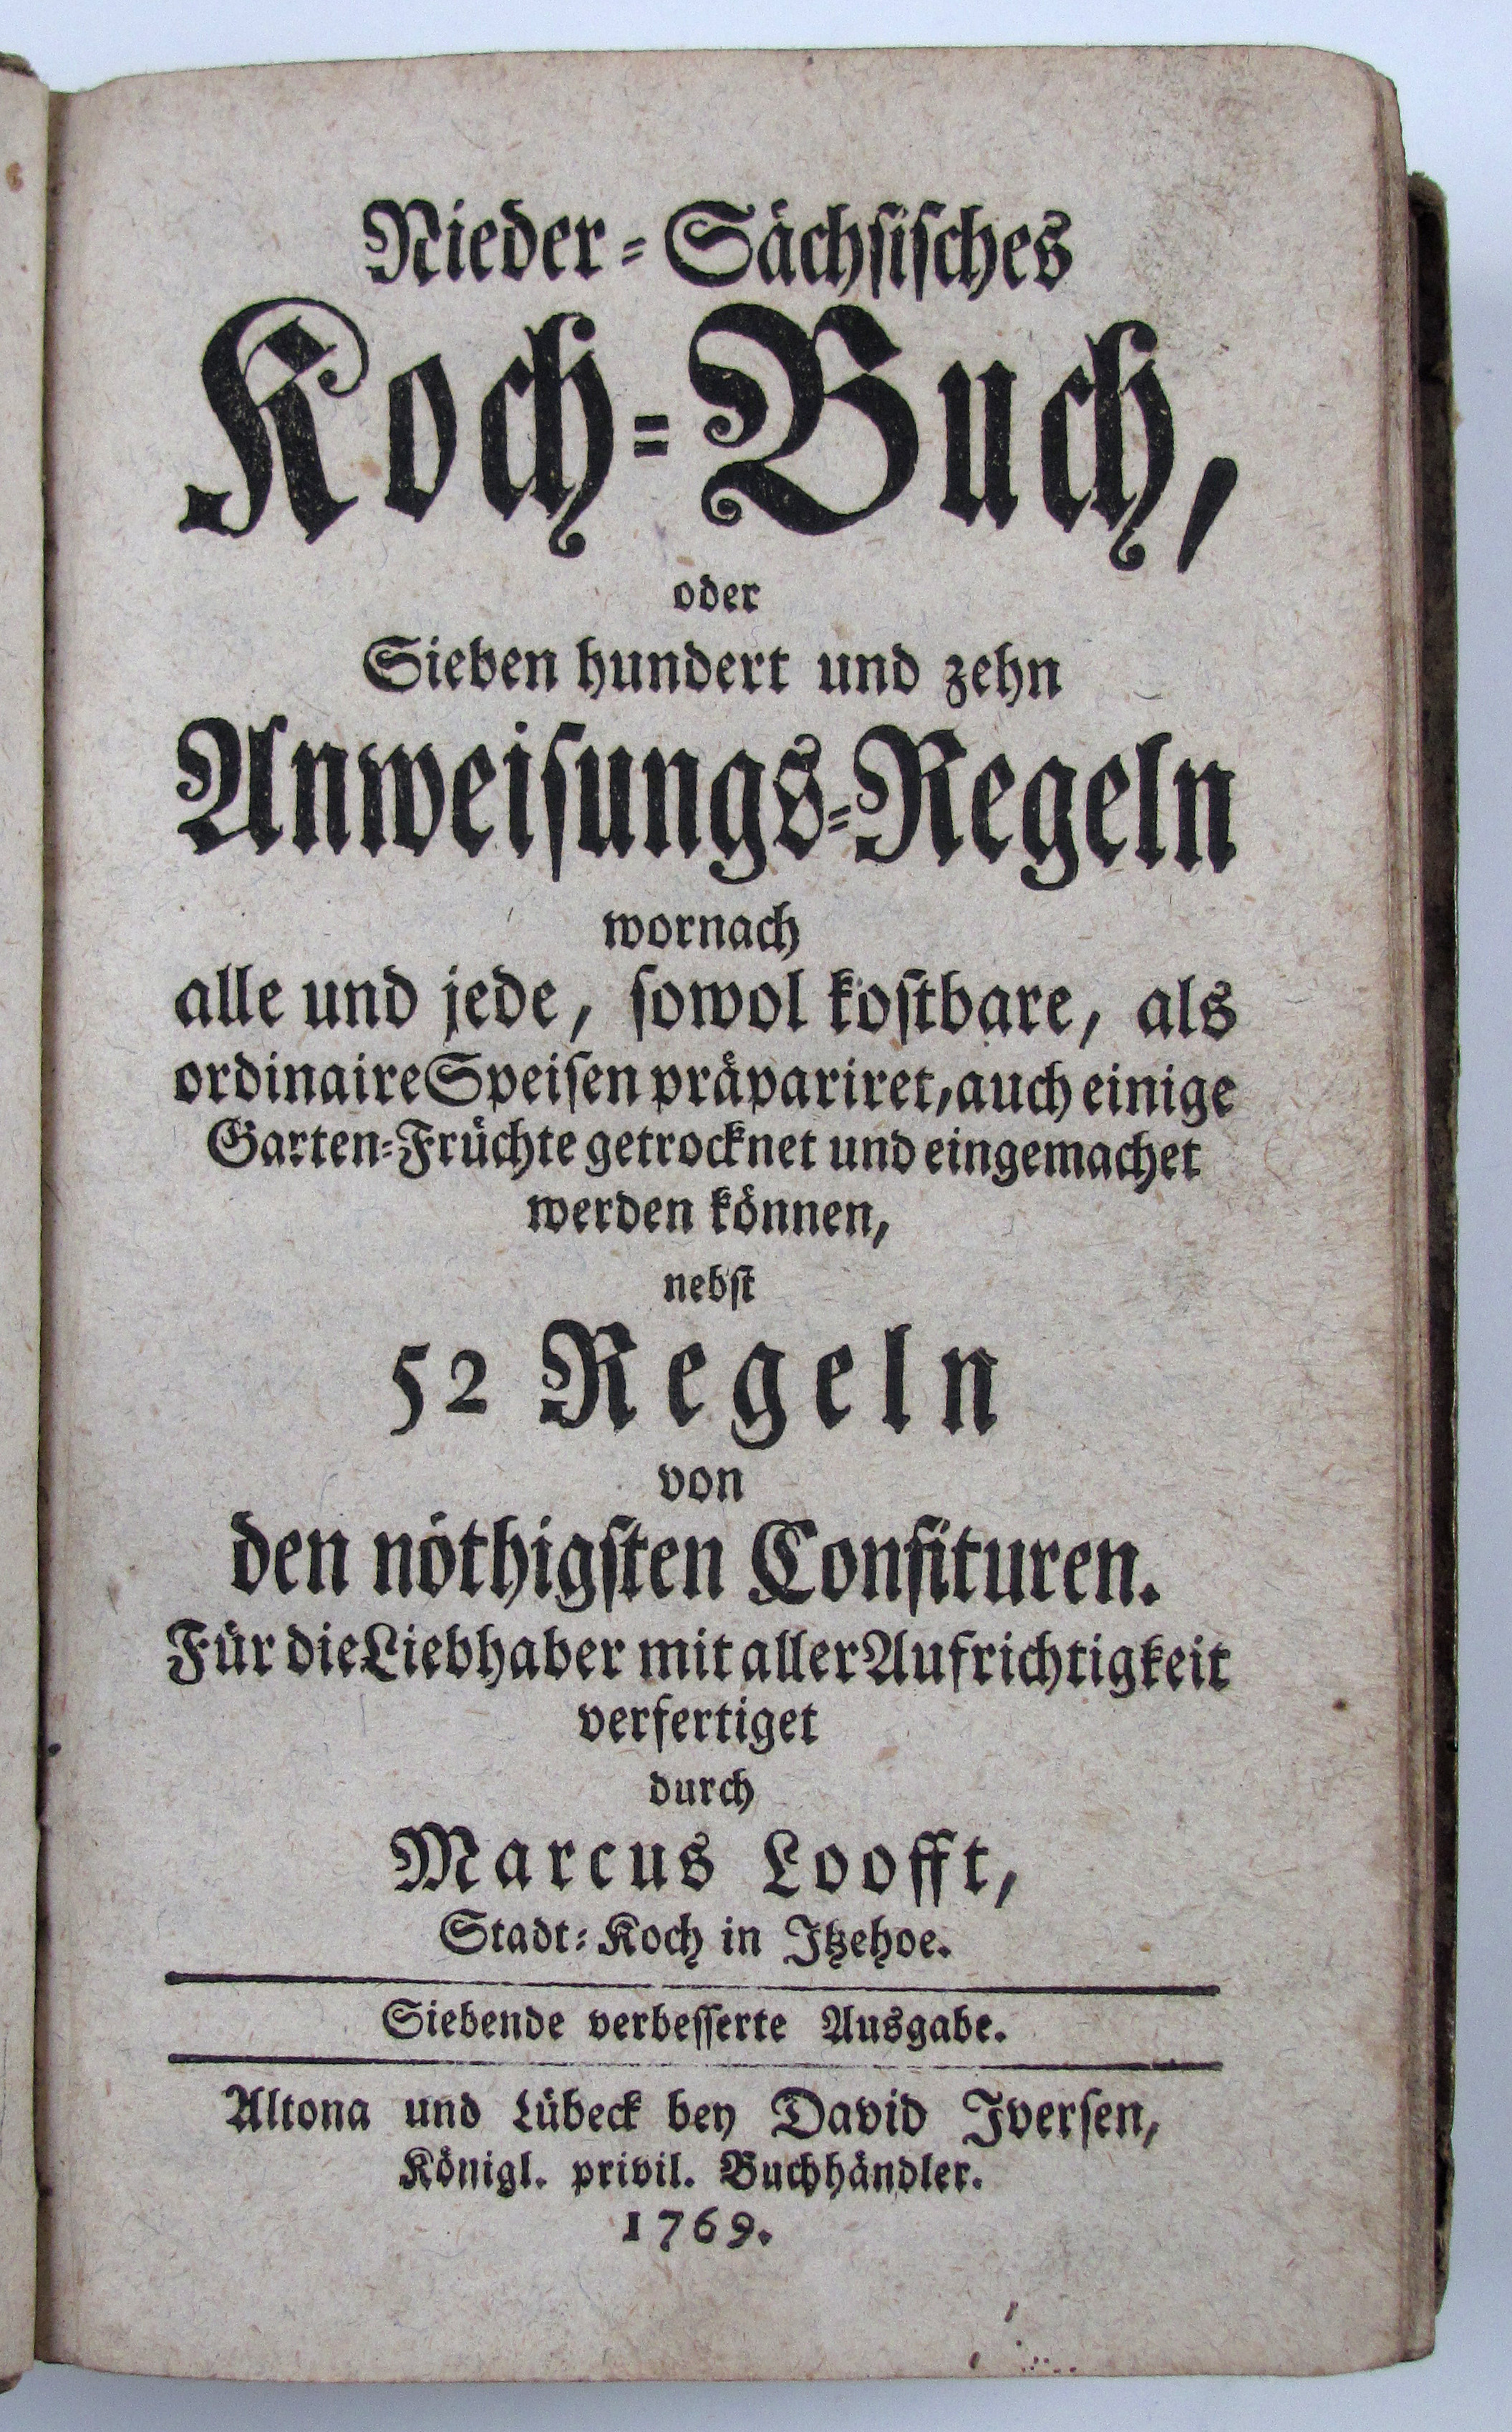 Nieder-Sächsisches
Koch-Buch,
oder
Sieben hundert und zehn
Anweisungs-Regeln
wornach
alle und jede, sowol kostbare, als
ordinaire Speisen präpariret, auch einige
Garten-Früchte getrocknet und eingemachet
werden können,
nebst
52 Regeln
von
den nöthigsten Consituren.
Für die Liebhaber mit aller Aufrichtigkeit
verfertiget
durch
Marcus Loofft,
Stadt-Koch in Itzehoe.
Siebende verbesserte Ausgabe.
Altona und Lübeck bey David Iversen,
Königl. privil. Buchhändler.
1769.